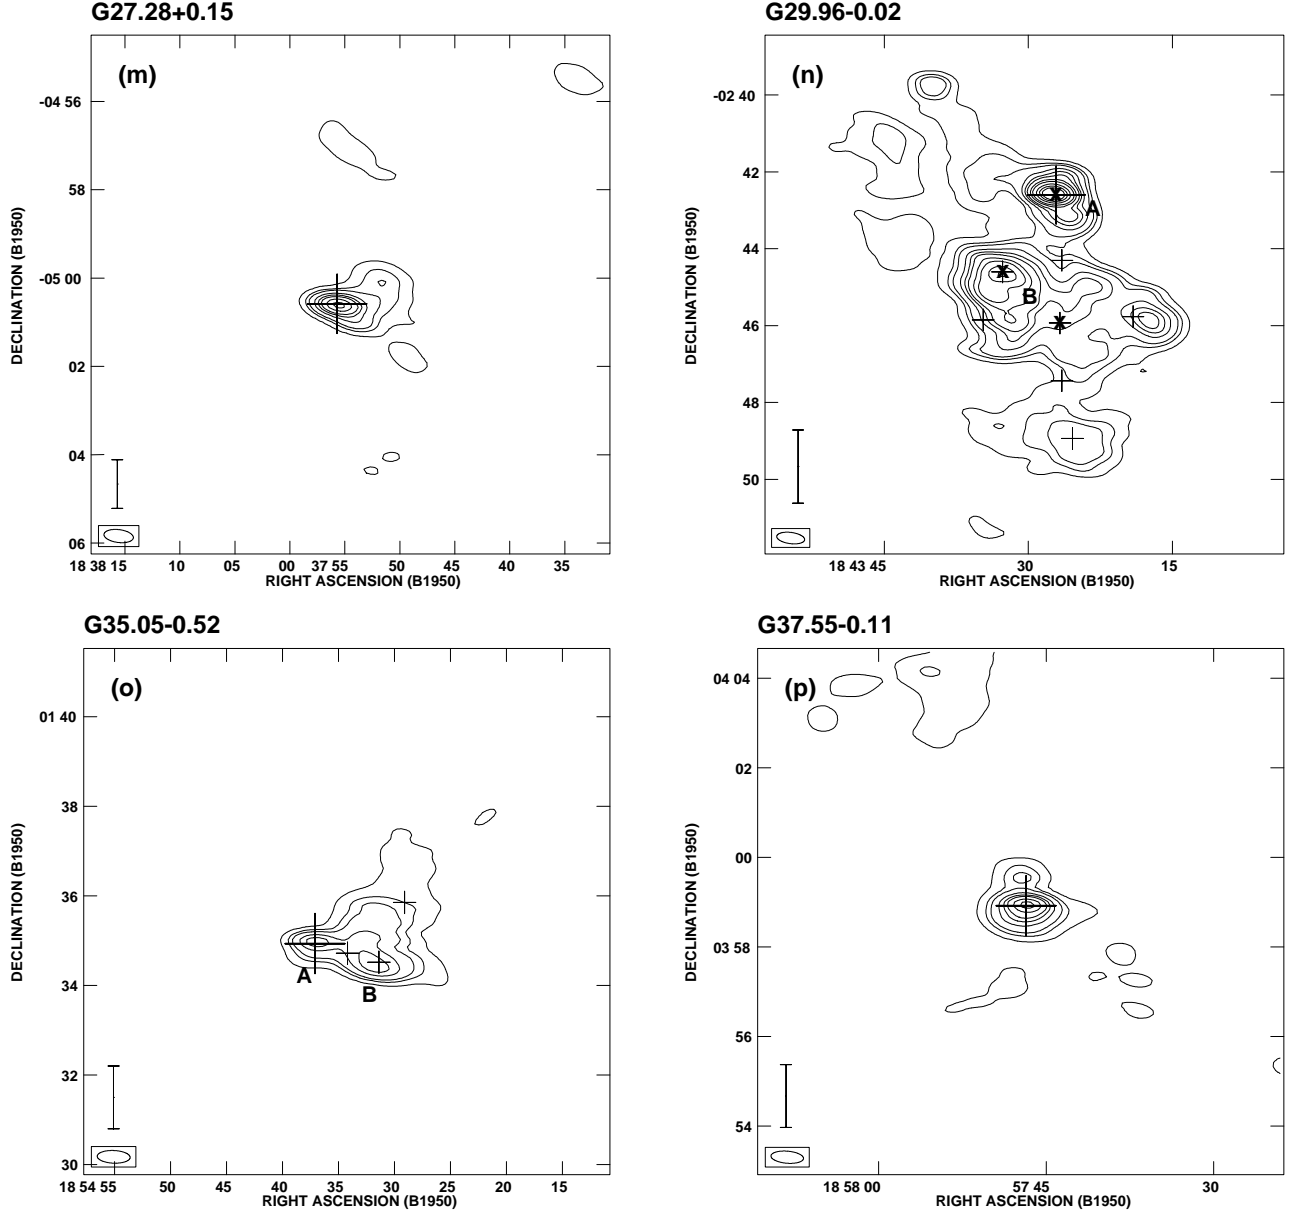 G27.28+0.15
(m)
DECLINATION (B1950)
-04 56
58
-05 00
02
04
06
18 38 15 10 05 00 37 55 50 45 40 35
RIGHT ASCENSION (B1950)
G29.96-0.02
(n)
DECLINATION (B1950)
-02 40
42
44
46
48
50
A
B
18 43 45 30 15
RIGHT ASCENSION (B1950)
G35.05-0.52
(o)
DECLINATION (B1950)
01 40
38
36
34
32
30
A
B
18 54 55 50 45 40 35 30 25 20 15
RIGHT ASCENSION (B1950)
G37.55-0.11
(p)
DECLINATION (B1950)
04 04
02
00
03 58
56
54
18 58 00 57 45 30
RIGHT ASCENSION (B1950)